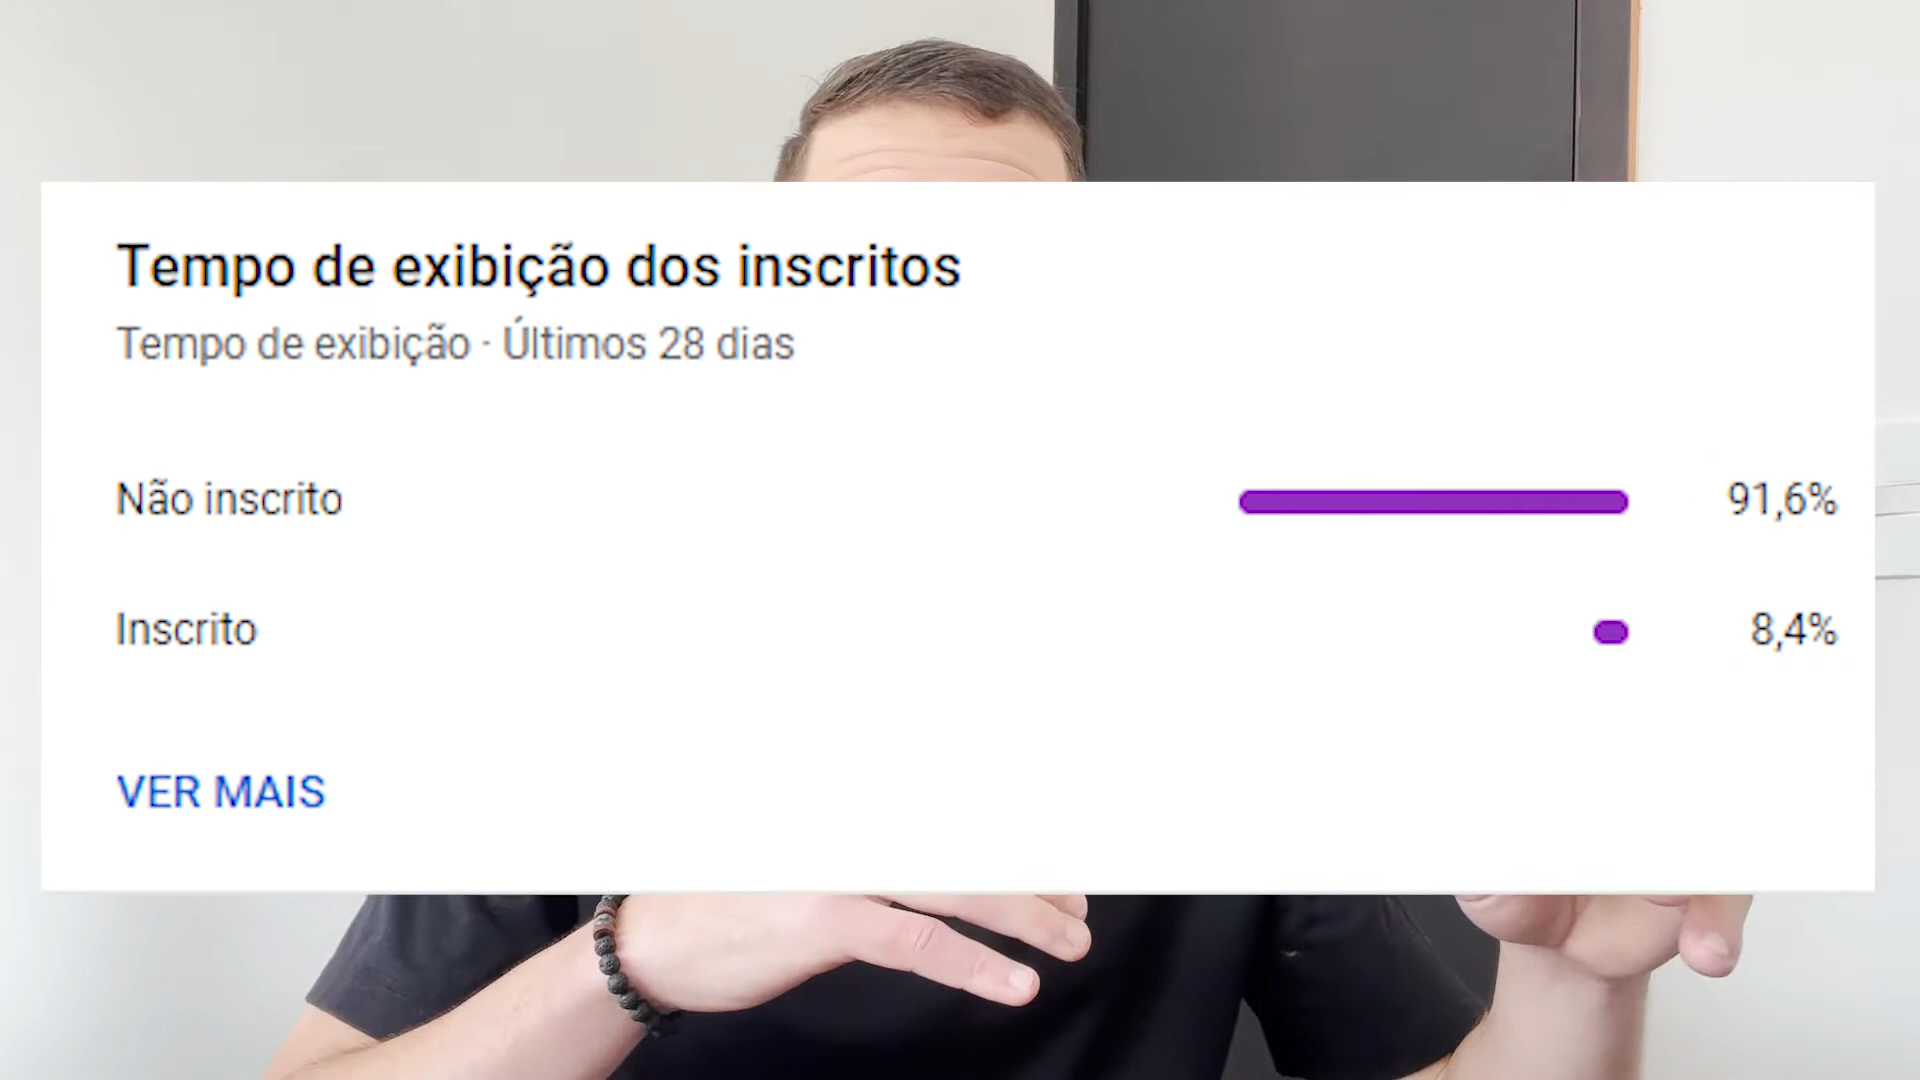 Tempo de exibição dos inscritos
Tempo de exibição · Últimos 28 dias
Não inscrito 91,6%
Inscrito 8,4%
VER MAIS